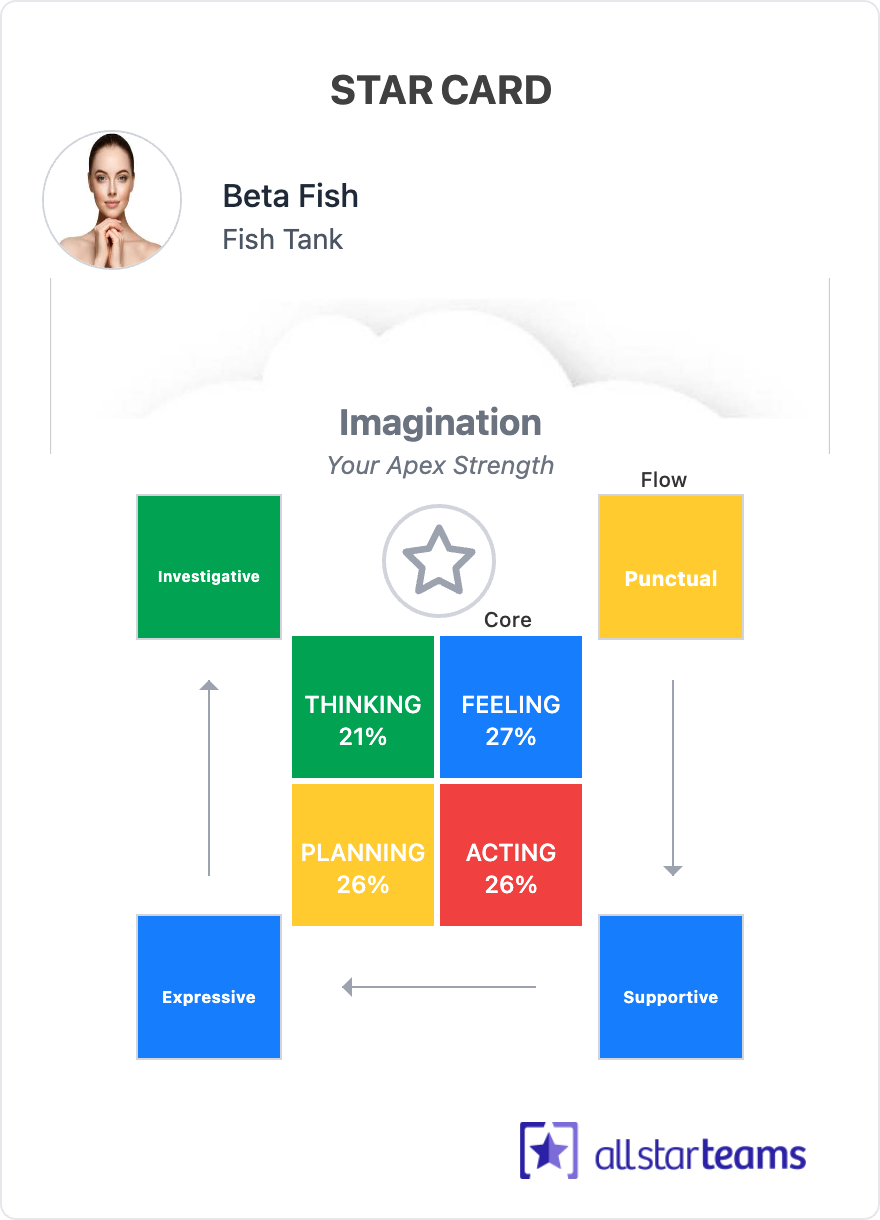 STAR CARD
Beta Fish
Fish Tank
Imagination
Your Apex Strength
Flow
Investigative
Punctual
Core
THINKING
21%
FEELING
27%
PLANNING
26%
ACTING
26%
Expressive
Supportive
allstarteams